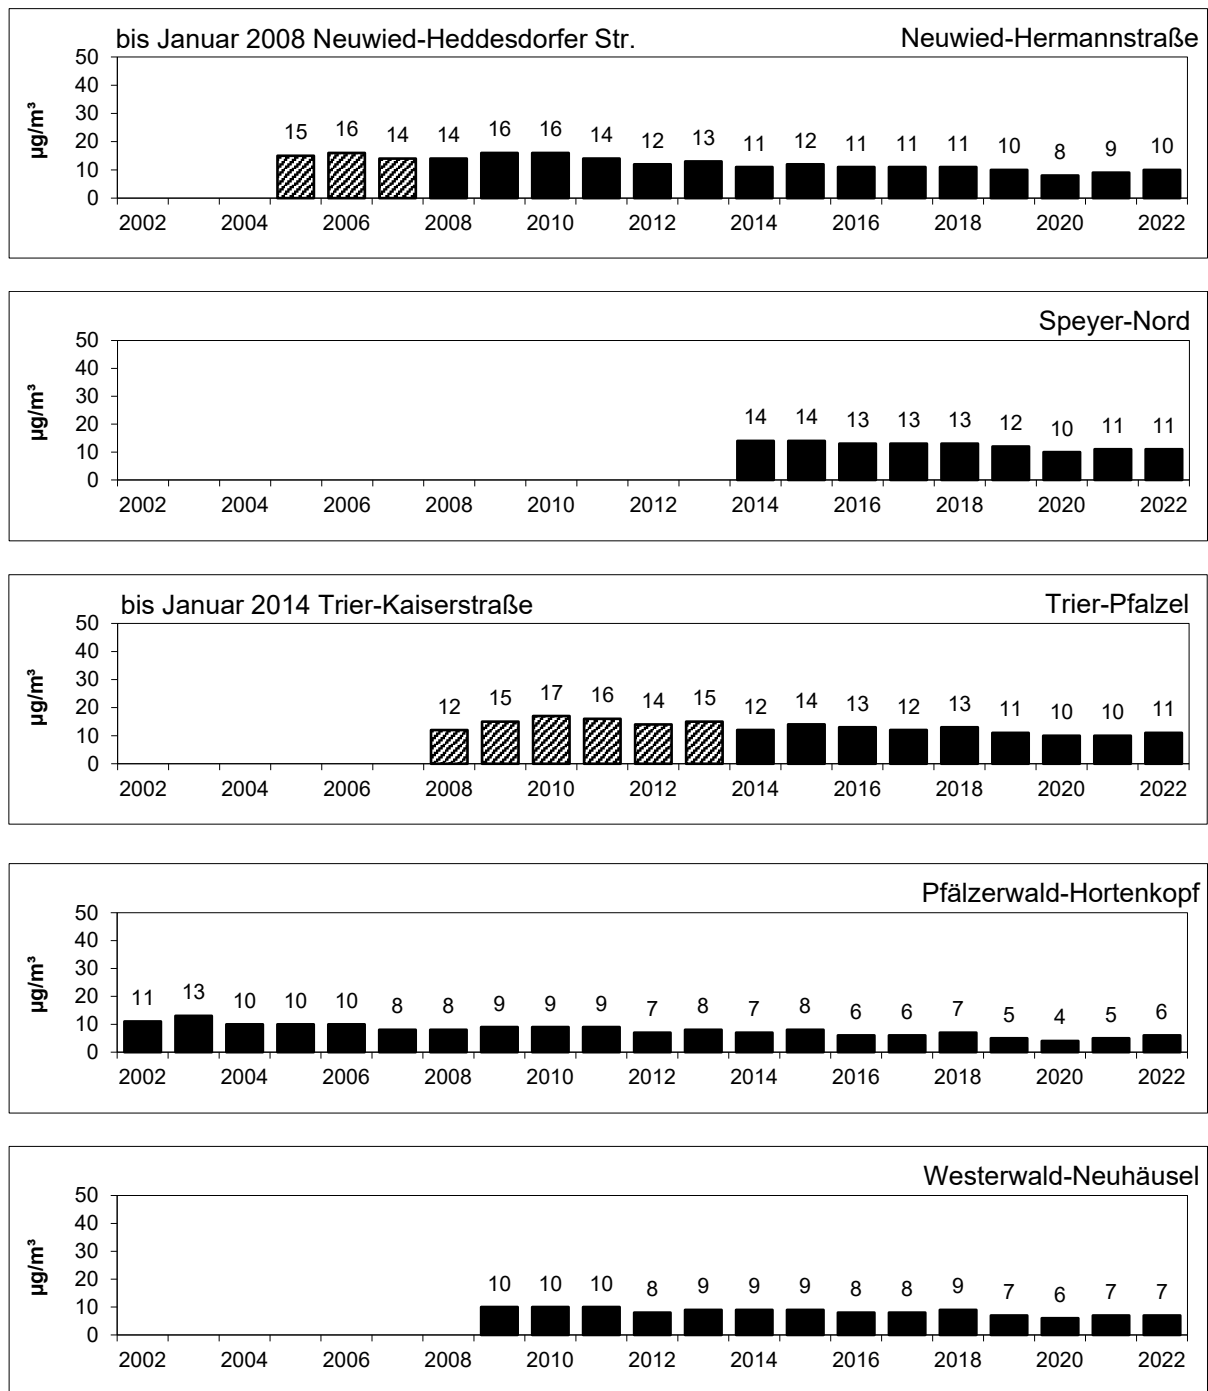 bis Januar 2008 Neuwied-Heddesdorfer Str. Neuwied-Hermannstraße
µg/m³
50
40
30
20
10
0
15 16 14 14 16 16 14 12 13 11 12 11 11 11 10 8 9 10
2002 2004 2006 2008 2010 2012 2014 2016 2018 2020 2022
Speyer-Nord
µg/m³
50
40
30
20
10
0
14 14 13 13 13 12 10 11 11
2002 2004 2006 2008 2010 2012 2014 2016 2018 2020 2022
bis Januar 2014 Trier-Kaiserstraße Trier-Pfalzel
µg/m³
50
40
30
20
10
0
12 15 17 16 14 15 12 14 13 12 13 11 10 10 11
2002 2004 2006 2008 2010 2012 2014 2016 2018 2020 2022
Pfälzerwald-Hortenkopf
µg/m³
50
40
30
20
10
0
11 13 10 10 10 8 8 9 9 9 7 8 7 8 6 6 7 5 4 5 6
2002 2004 2006 2008 2010 2012 2014 2016 2018 2020 2022
Westerwald-Neuhäusel
µg/m³
50
40
30
20
10
0
10 10 10 8 9 9 9 8 8 9 7 6 7 7
2002 2004 2006 2008 2010 2012 2014 2016 2018 2020 2022